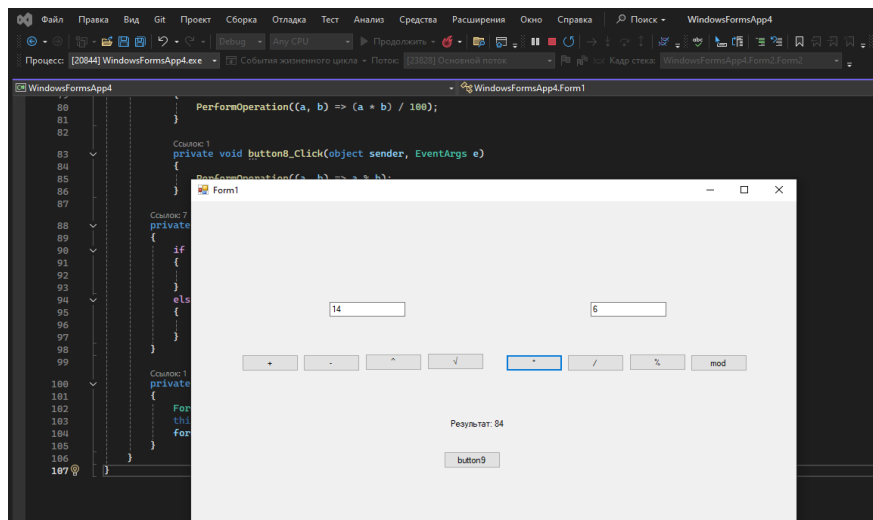 Файл Правка Вид Git Проект Сборка Отладка Тест Анализ Средства Расширения Окно Справка Поиск WindowsFormsApp4
Debug Any CPU Продолжить
Процесс: [20844] WindowsFormsApp4.exe События жизненного цикла Поток: [23828] Основной поток Кадр стека: WindowsFormsApp4.Form2.Form2
WindowsFormsApp4 WindowsFormsApp4.Form1
79 {
80 PerformOperation((a, b) => (a * b) / 100);
81 }
82
Ссылок: 1
83 private void button8_Click(object sender, EventArgs e)
84 {
85 PerformOperation((a, b) => a % b);
86 }
87
Form1
Ссылок: 7
88 private
89 {
90 if
91 {
92
93 }
94 els
95 {
96
97 }
98 }
99
14 6
+ - ^ √ * / % mod
Ссылок: 1
100 private
101 {
102 For
103 thi
104 for
105 }
106 }
107 }
Результат: 84
button9